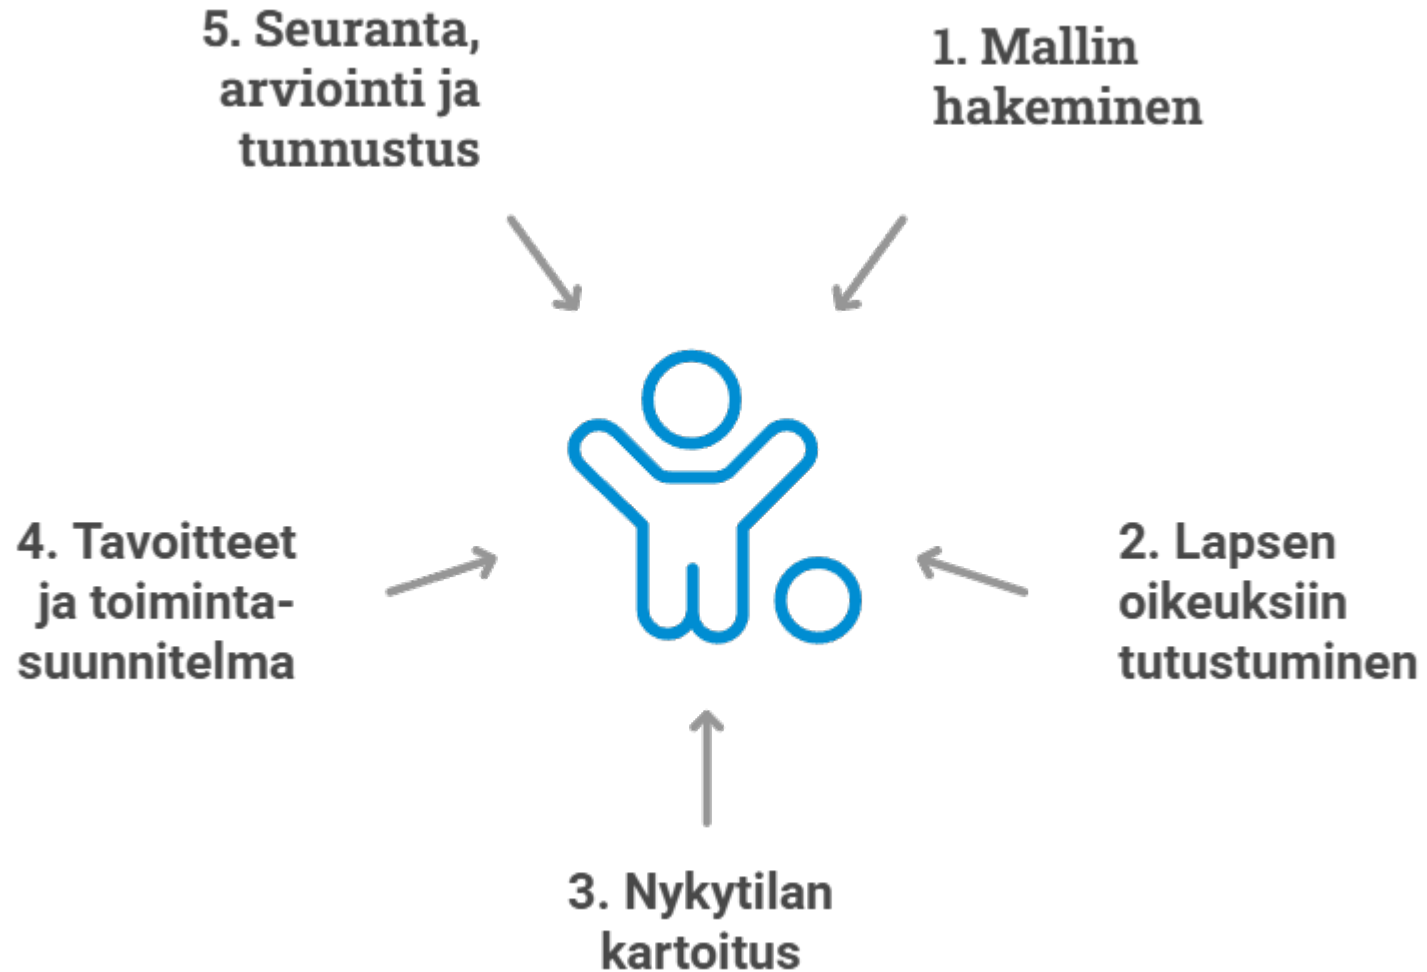 1. Mallin
hakeminen
2. Lapsen
oikeuksiin
tutustuminen
3. Nykytilan
kartoitus
4. Tavoitteet
ja toiminta-
suunnitelma
5. Seuranta,
arviointi ja
tunnustus